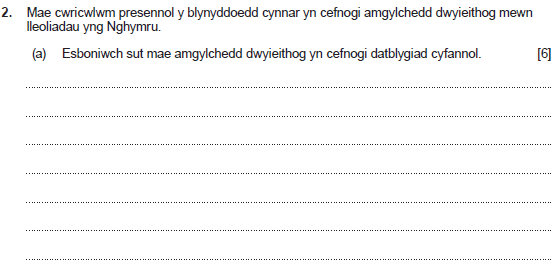 2. Mae cwricwlwm presennol y blynyddoedd cynnar yn cefnogi amgylchedd dwyieithog mewn
lleoliadau yng Nghymru.
(a) Esboniwch sut mae amgylchedd dwyieithog yn cefnogi datblygiad cyfannol. [6]